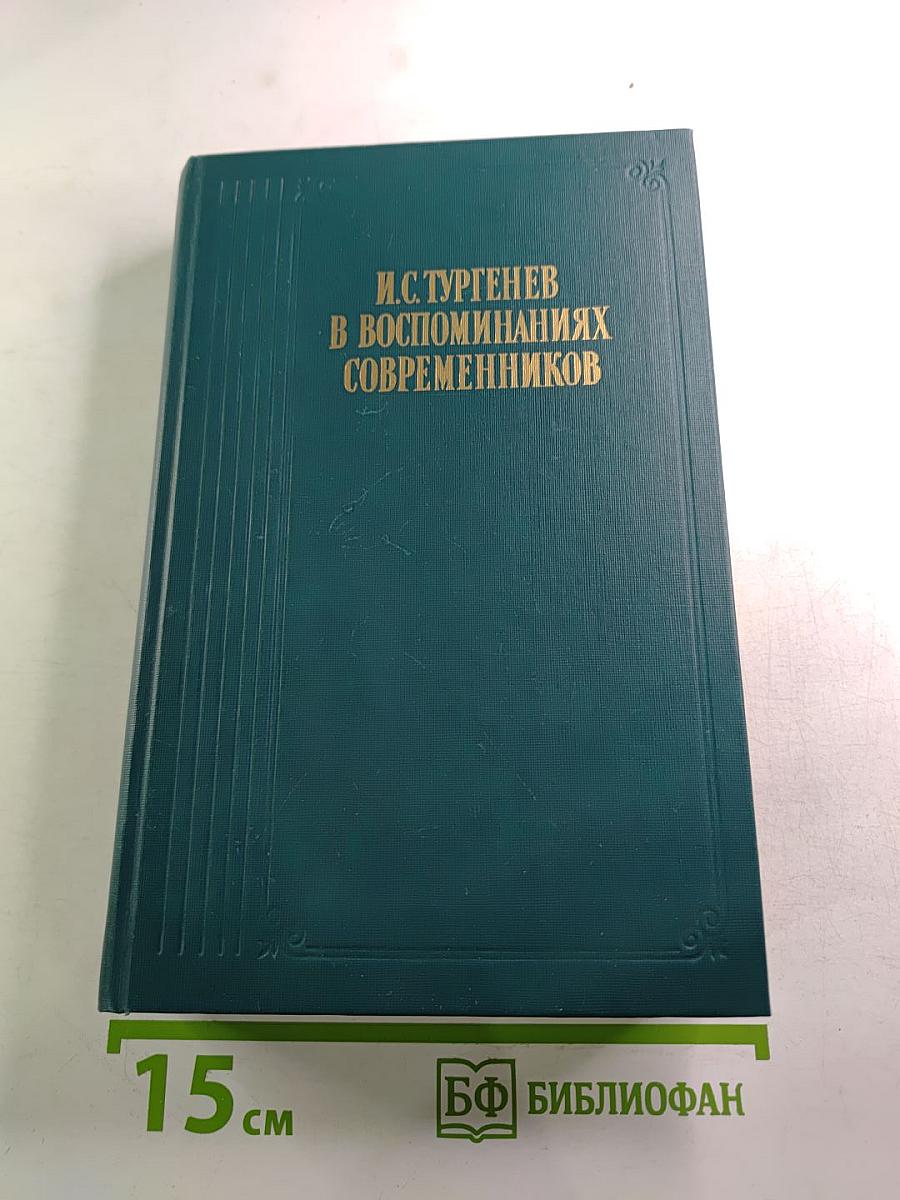 И.С.ТУРГЕНЕВ
В ВОСПОМИНАНИЯХ
СОВРЕМЕННИКОВ
15 см
БФ БИБЛИОФАН